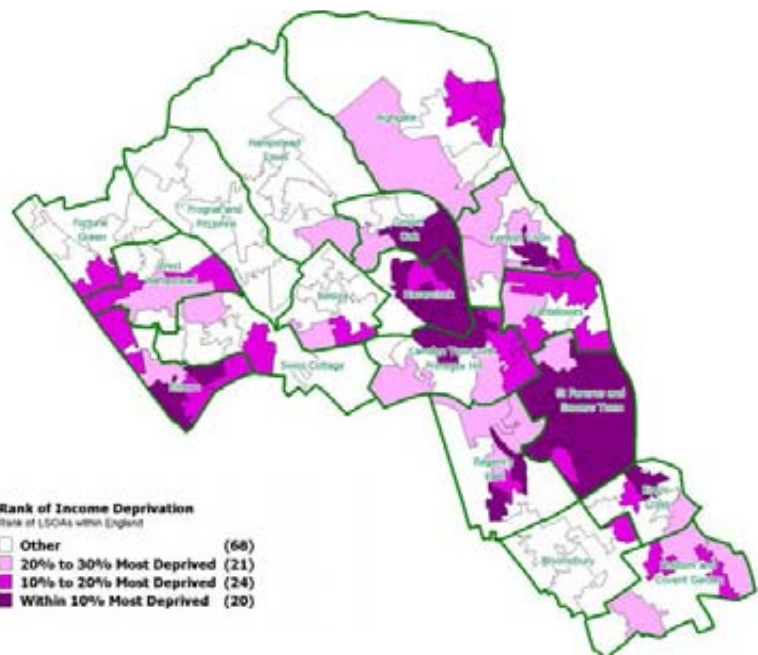 Highgate
Hampstead
Town
Frognal and
Fitzjohns
Fortune
Green
Gospel
Oak
Kentish Town
West
Hampstead
Haverstock
Belsize
Cantelowes
Camden Town with
Primrose Hill
Swiss Cottage
Kilburn
St Pancras and
Somers Town
Regent's
Park
King's
Cross
Bloomsbury
Holborn and
Covent Garden
Rank of Income Deprivation
Rank of LSOAs within England
Other (68)
20% to 30% Most Deprived (21)
10% to 20% Most Deprived (24)
Within 10% Most Deprived (20)